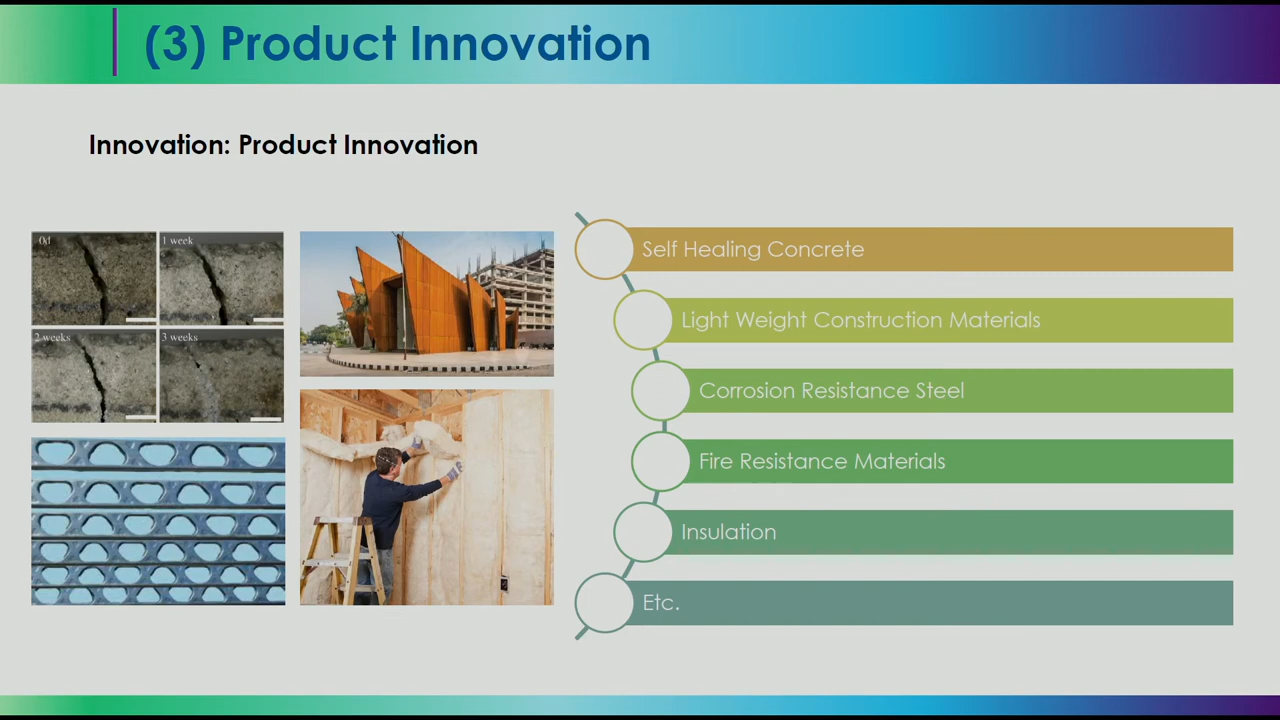 (3) Product Innovation
Innovation: Product Innovation
0d
1 week
2 weeks
3 weeks
Self Healing Concrete
Light Weight Construction Materials
Corrosion Resistance Steel
Fire Resistance Materials
Insulation
Etc.